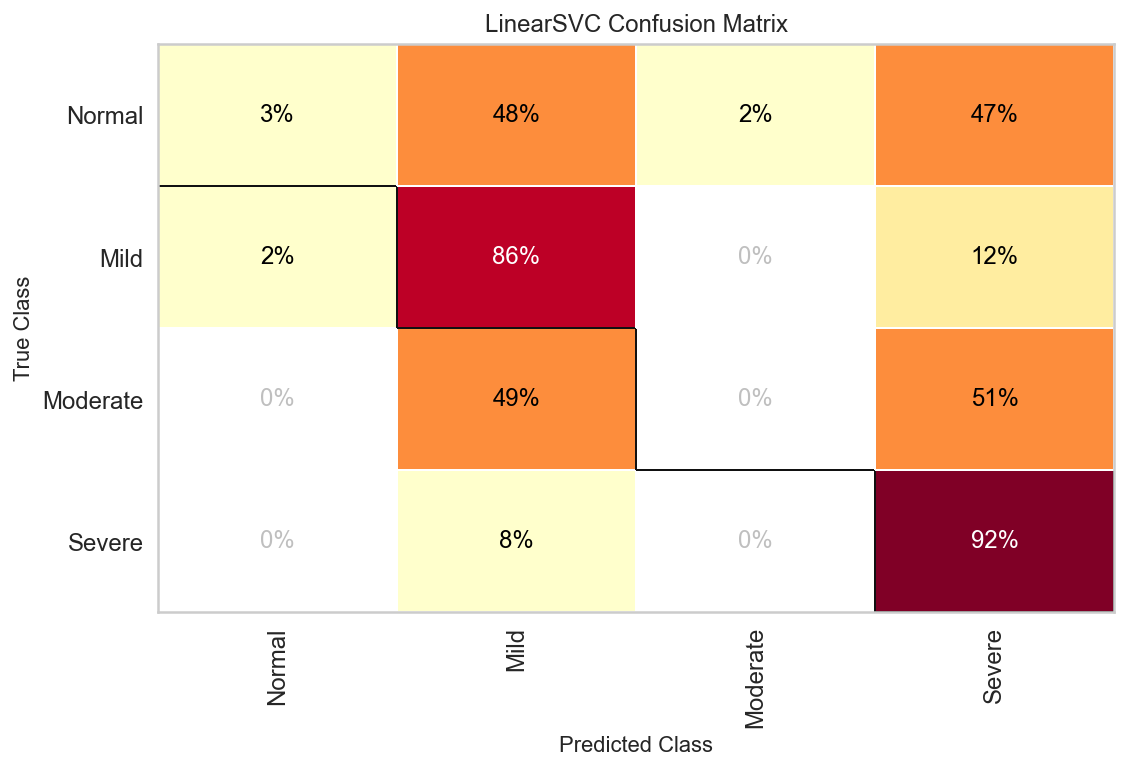 LinearSVC Confusion Matrix
True Class
Normal 3% 48% 2% 47%
Mild 2% 86% 0% 12%
Moderate 0% 49% 0% 51%
Severe 0% 8% 0% 92%
Normal Mild Moderate Severe
Predicted Class